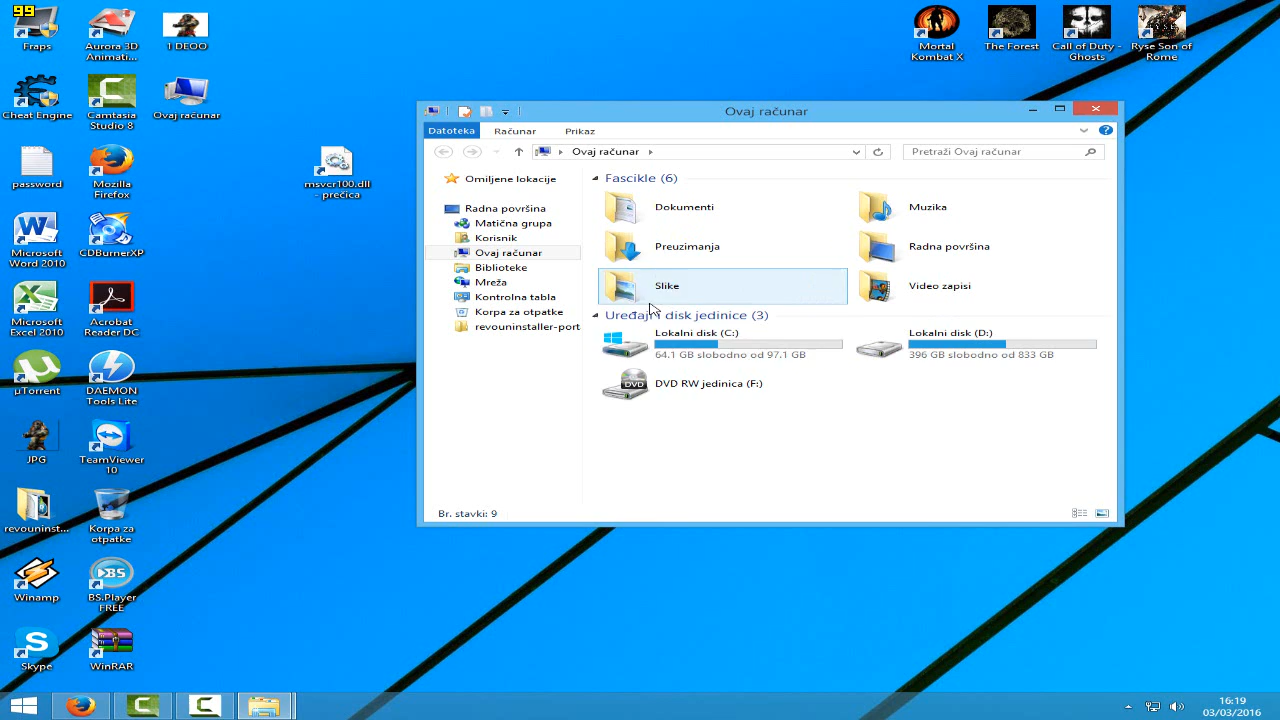 99
Fraps
Aurora 3D
Animati...
1 DEOO
Cheat Engine
Camtasia
Studio 8
Ovaj računar
password
Mozilla
Firefox
msvcr100.dll
- prečica
Microsoft
Word 2010
CDBurnerXP
Microsoft
Excel 2010
Acrobat
Reader DC
µTorrent
DAEMON
Tools Lite
JPG
TeamViewer
10
revouninst...
Korpa za
otpatke
Winamp
BS.Player
FREE
Skype
WinRAR
Mortal
Kombat X
The Forest
Call of Duty -
Ghosts
Ryse Son of
Rome
Ovaj računar
Datoteka
Računar
Prikaz
Ovaj računar
Pretraži Ovaj računar
Omiljene lokacije
Radna površina
Matična grupa
Korisnik
Ovaj računar
Biblioteke
Mreža
Kontrolna tabla
Korpa za otpatke
revouninstaller-port
Fascikle (6)
Dokumenti
Muzika
Preuzimanja
Radna površina
Slike
Video zapisi
Uređaji i disk jedinice (3)
Lokalni disk (C:)
64.1 GB slobodno od 97.1 GB
Lokalni disk (D:)
396 GB slobodno od 833 GB
DVD
DVD RW jedinica (F:)
Br. stavki: 9
16:19
03/03/2016